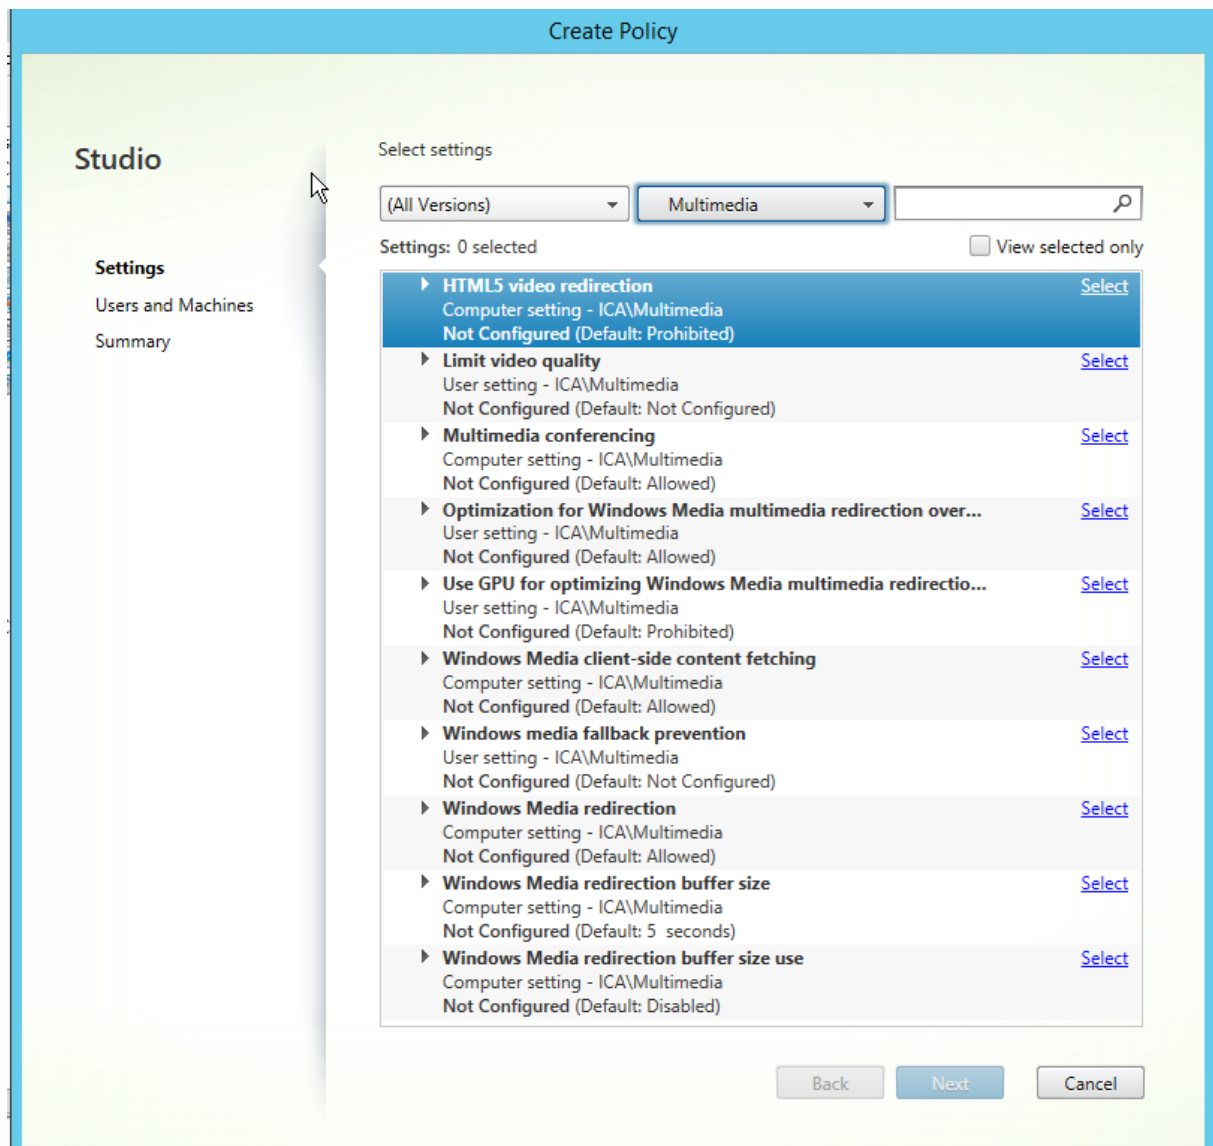 Create Policy
Studio
Settings
Users and Machines
Summary
Select settings
(All Versions)
Multimedia
Settings: 0 selected
View selected only
HTML5 video redirection Select
Computer setting - ICA\Multimedia
Not Configured (Default: Prohibited)
Limit video quality Select
User setting - ICA\Multimedia
Not Configured (Default: Not Configured)
Multimedia conferencing Select
Computer setting - ICA\Multimedia
Not Configured (Default: Allowed)
Optimization for Windows Media multimedia redirection over... Select
User setting - ICA\Multimedia
Not Configured (Default: Allowed)
Use GPU for optimizing Windows Media multimedia redirectio... Select
User setting - ICA\Multimedia
Not Configured (Default: Prohibited)
Windows Media client-side content fetching Select
Computer setting - ICA\Multimedia
Not Configured (Default: Allowed)
Windows media fallback prevention Select
User setting - ICA\Multimedia
Not Configured (Default: Not Configured)
Windows Media redirection Select
Computer setting - ICA\Multimedia
Not Configured (Default: Allowed)
Windows Media redirection buffer size Select
Computer setting - ICA\Multimedia
Not Configured (Default: 5 seconds)
Windows Media redirection buffer size use Select
Computer setting - ICA\Multimedia
Not Configured (Default: Disabled)
Back
Next
Cancel